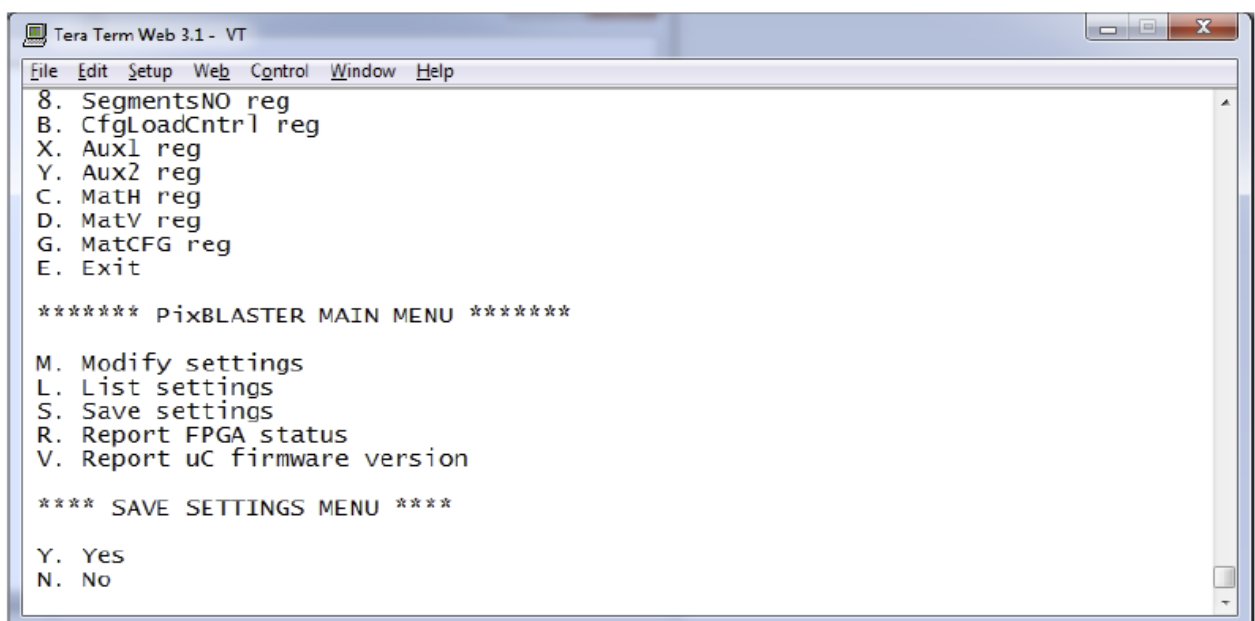 Tera Term Web 3.1 - VT
File Edit Setup Web Control Window Help
8. SegmentsNO reg
B. CfgLoadCntrl reg
X. Aux1 reg
Y. Aux2 reg
C. MatH reg
D. MatV reg
G. MatCFG reg
E. Exit
******* PixBLASTER MAIN MENU *******
M. Modify settings
L. List settings
S. Save settings
R. Report FPGA status
V. Report uC firmware version
**** SAVE SETTINGS MENU ****
Y. Yes
N. No